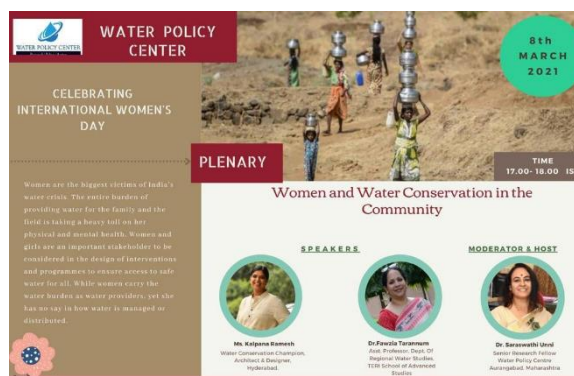 WATER POLICY CENTER
WATER POLICY
CENTER
8th
MARCH
2021
CELEBRATING
INTERNATIONAL WOMEN'S
DAY
PLENARY
TIME
17.00- 18.00 IS
Women are the biggest victims of India's
water crisis. The entire burden of
providing water for the family and the
field is taking a heavy toll on her
physical and mental health. Women and
girls are an important stakeholder to be
considered in the design of interventions
and programmes to ensure access to safe
water for all. While women carry the
water burden as water providers, yet she
has no say in how water is managed or
distributed.
Women and Water Conservation in the
Community
SPEAKERS
MODERATOR & HOST
Ms. Kalpana Ramesh
Water Conservation Champion,
Architect & Designer,
Hyderabad.
Dr.Fawzia Tarannum
Asst. Professor, Dept. Of
Regional Water Studies,
TERI School of Advanced
Studies
Dr. Saraswathi Unni
Senior Research Fellow
Water Policy Centre
Aurangabad, Maharashtra